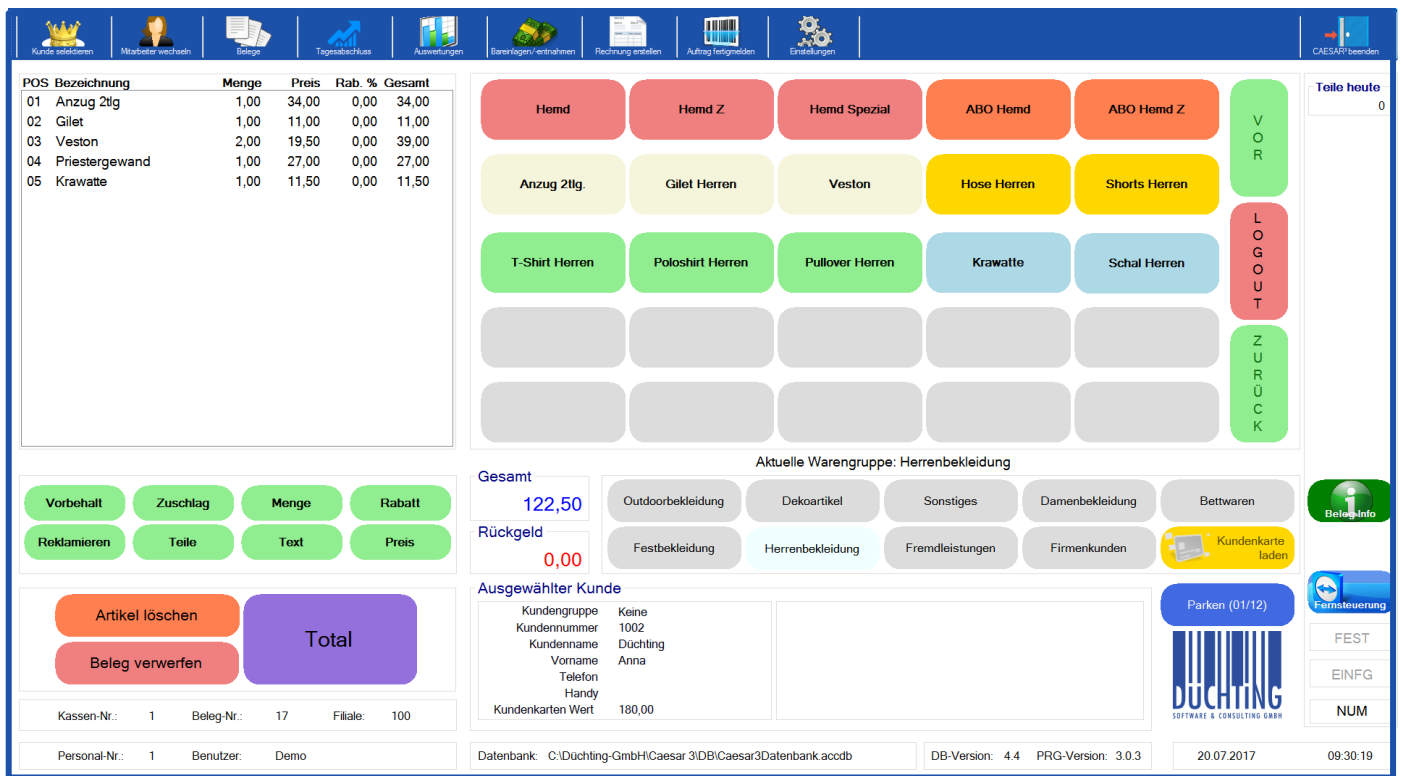 Kunde selektieren
Mitarbeiter wechseln
Belege
Tagesabschluss
Auswertungen
Bareinlagen/-entnahmen
Rechnung erstellen
Auftrag fertigmelden
Einstellungen
CAESAR³ beenden
POS Bezeichnung Menge Preis Rab. % Gesamt
01 Anzug 2tlg 1,00 34,00 0,00 34,00
02 Gilet 1,00 11,00 0,00 11,00
03 Veston 2,00 19,50 0,00 39,00
04 Priestergewand 1,00 27,00 0,00 27,00
05 Krawatte 1,00 11,50 0,00 11,50
Hemd Hemd Z Hemd Spezial ABO Hemd ABO Hemd Z
Anzug 2tlg. Gilet Herren Veston Hose Herren Shorts Herren
T-Shirt Herren Poloshirt Herren Pullover Herren Krawatte Schal Herren
VOR
LOGOUT
ZURÜCK
Teile heute
0
Aktuelle Warengruppe: Herrenbekleidung
Vorbehalt Zuschlag Menge Rabatt
Reklamieren Teile Text Preis
Gesamt
122,50
Rückgeld
0,00
Outdoorbekleidung Dekoartikel Sonstiges Damenbekleidung Bettwaren
Festbekleidung Herrenbekleidung Fremdleistungen Firmenkunden Kundenkarte
laden
Beleg-Info
Artikel löschen
Beleg verwerfen
Total
Ausgewählter Kunde
Kundengruppe Keine
Kundennummer 1002
Kundenname Düchting
Vorname Anna
Telefon
Handy
Kundenkarten Wert 180,00
Parken (01/12)
DÜCHTING
SOFTWARE & CONSULTING GMBH
Fernsteuerung
FEST
EINFG
NUM
Kassen-Nr.: 1 Beleg-Nr.: 17 Filiale: 100
Personal-Nr.: 1 Benutzer: Demo
Datenbank: C:\Düchting-GmbH\Caesar 3\DB\Caesar3Datenbank.accdb
DB-Version: 4.4 PRG-Version: 3.0.3
20.07.2017 09:30:19